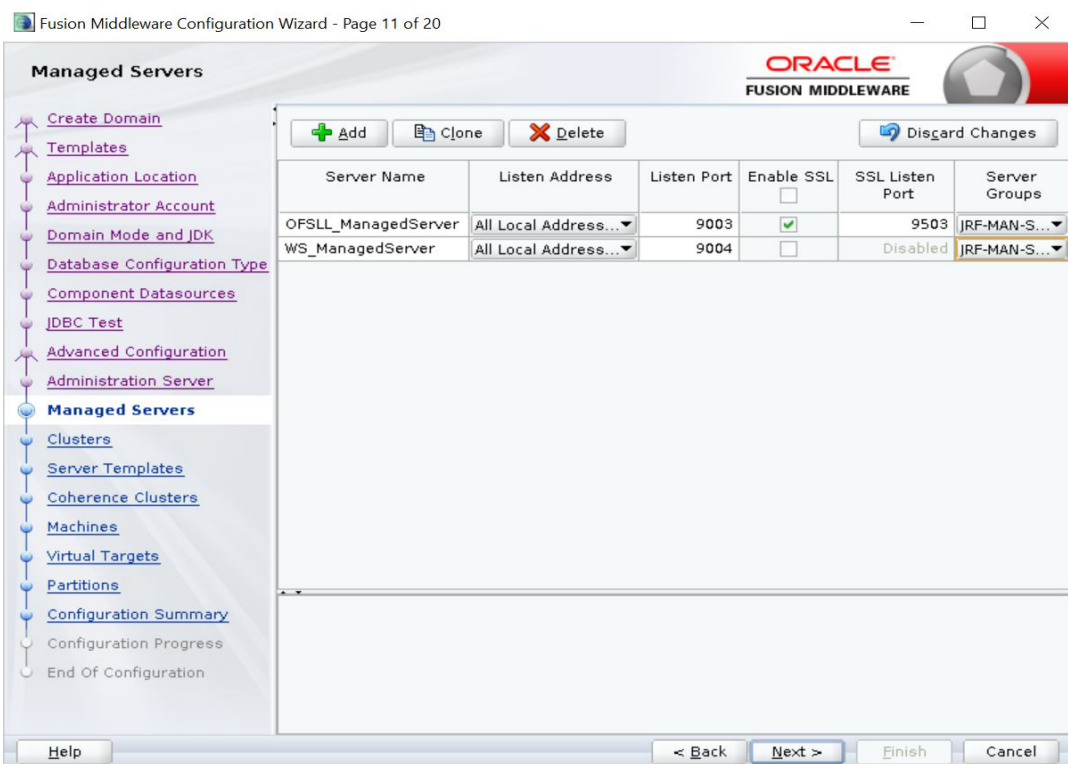 Fusion Middleware Configuration Wizard - Page 11 of 20
Managed Servers
ORACLE
FUSION MIDDLEWARE
Create Domain
Templates
Application Location
Administrator Account
Domain Mode and JDK
Database Configuration Type
Component Datasources
JDBC Test
Advanced Configuration
Administration Server
Managed Servers
Clusters
Server Templates
Coherence Clusters
Machines
Virtual Targets
Partitions
Configuration Summary
Configuration Progress
End Of Configuration
Add Clone Delete Discard Changes
Server Name Listen Address Listen Port Enable SSL SSL Listen Port Server Groups
OFSLL_ManagedServer All Local Address... 9003 9503 JRF-MAN-S...
WS_ManagedServer All Local Address... 9004 Disabled JRF-MAN-S...
Help < Back Next > Finish Cancel